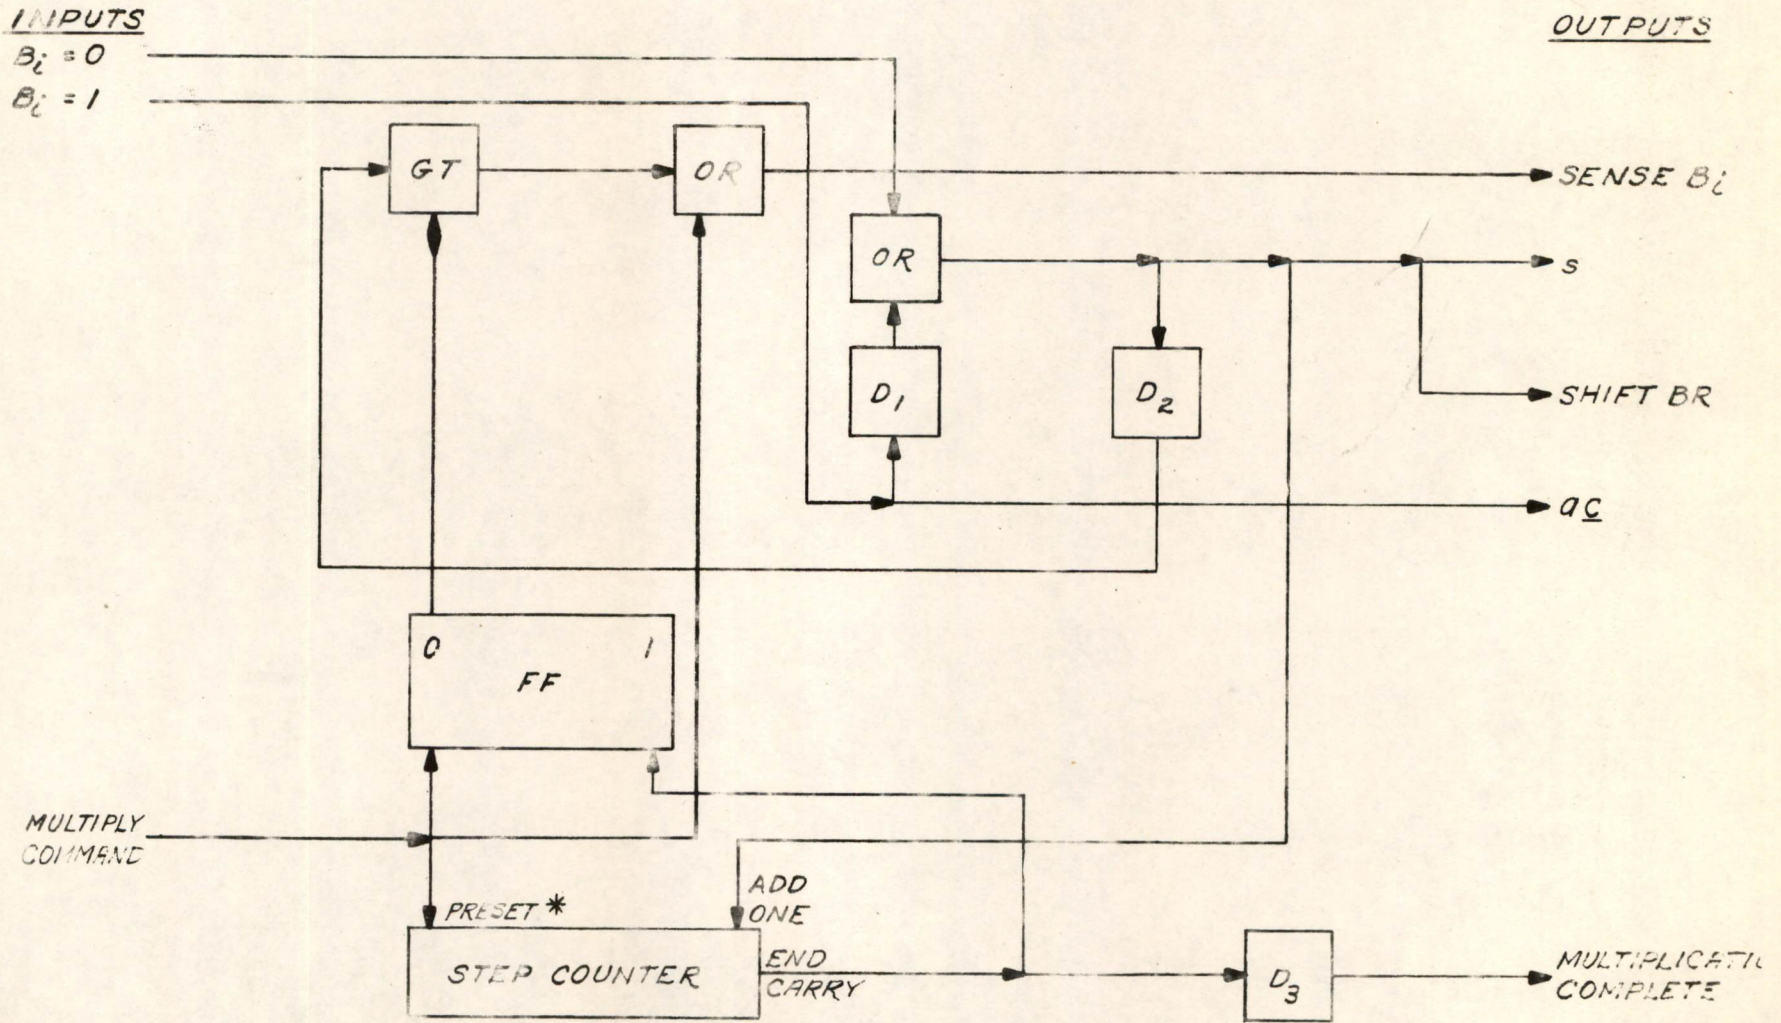 INPUTS
OUTPUTS
Bi = 0
Bi = 1
GT
OR
SENSE Bi
OR
s
D1
D2
SHIFT BR
ac
0
1
FF
MULTIPLY
COMMAND
PRESET *
ADD
ONE
STEP COUNTER
END
CARRY
D3
MULTIPLICATIO
COMPLETE